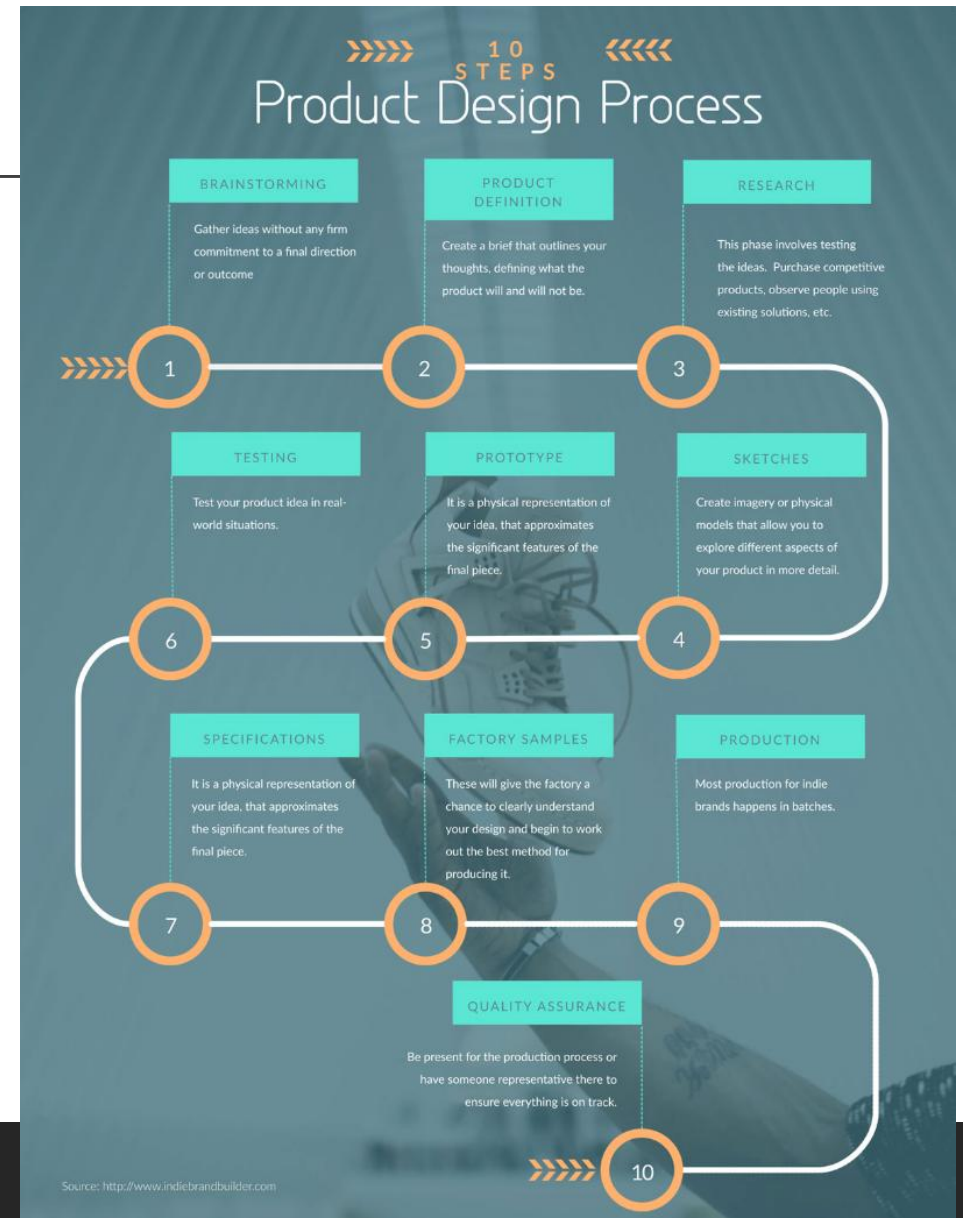 10
STEPS
Product Design Process
BRAINSTORMING
Gather ideas without any firm
commitment to a final direction
or outcome
1
PRODUCT
DEFINITION
Create a brief that outlines your
thoughts, defining what the
product will and will not be.
2
RESEARCH
This phase involves testing
the ideas. Purchase competitive
products, observe people using
existing solutions, etc.
3
SKETCHES
Create imagery or physical
models that allow you to
explore different aspects of
your product in more detail.
4
PROTOTYPE
It is a physical representation of
your idea, that approximates
the significant features of the
final piece.
5
TESTING
Test your product idea in real-
world situations.
6
SPECIFICATIONS
It is a physical representation of
your idea, that approximates
the significant features of the
final piece.
7
FACTORY SAMPLES
These will give the factory a
chance to clearly understand
your design and begin to work
out the best method for
producing it.
8
PRODUCTION
Most production for indie
brands happens in batches.
9
QUALITY ASSURANCE
Be present for the production process or
have someone representative there to
ensure everything is on track.
10
Source: http://www.indiebrandbuilder.com